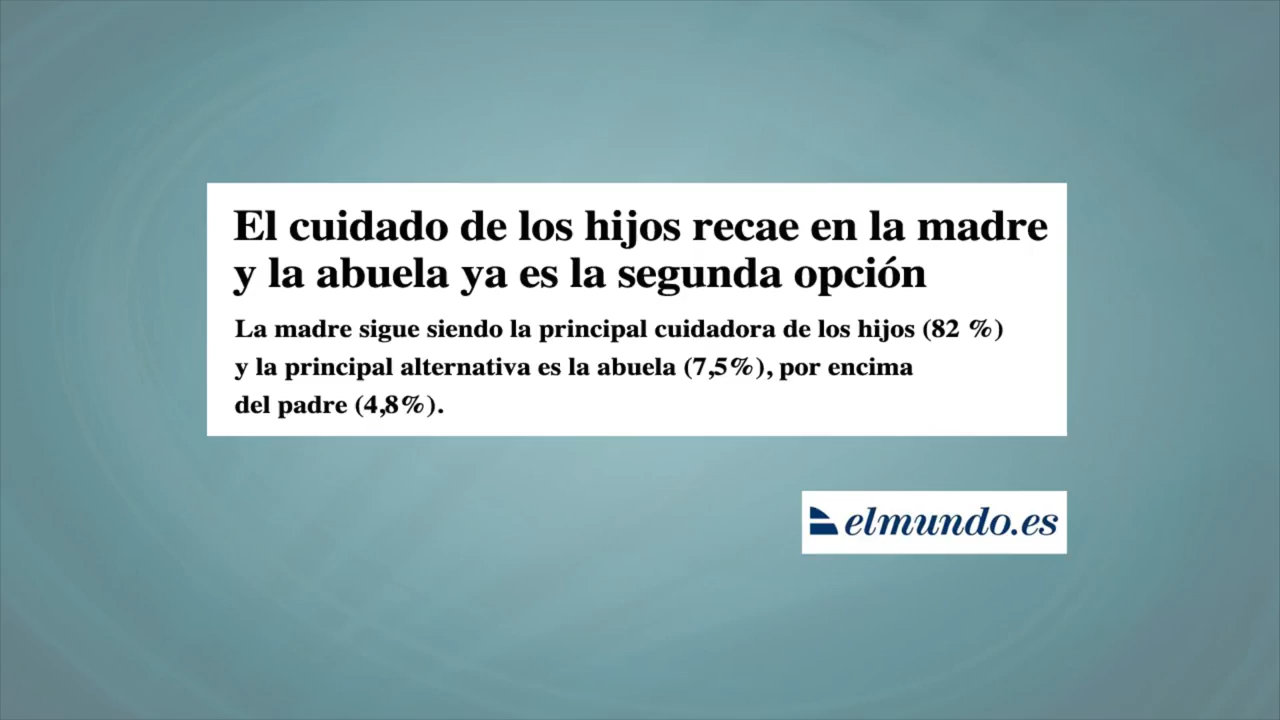 El cuidado de los hijos recae en la madre
y la abuela ya es la segunda opción
La madre sigue siendo la principal cuidadora de los hijos (82 %)
y la principal alternativa es la abuela (7,5%), por encima
del padre (4,8%).
elmundo.es